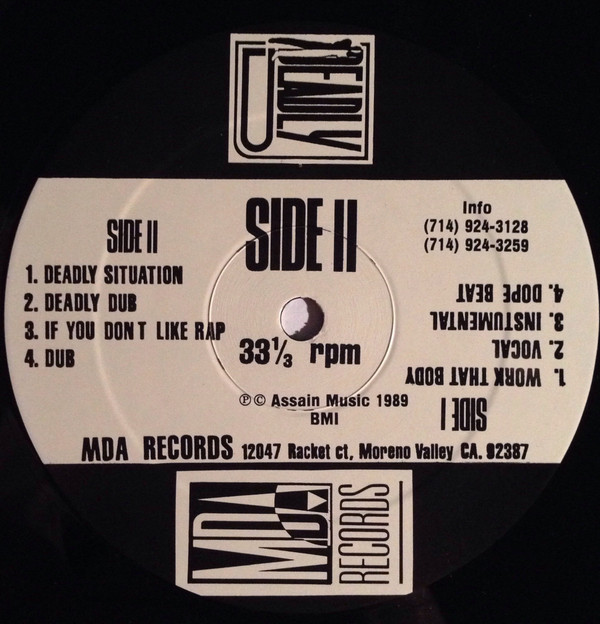 DEADLY
SIDE II
1. DEADLY SITUATION
2. DEADLY DUB
3. IF YOU DON T LIKE RAP
4. DUB
SIDE II
33⅓ rpm
Info
(714) 924-3128
(714) 924-3259
SIDE I
1. WORK THAT BODY
2. VOCAL
3. INSTUMENTAL
4. DOPE BEAT
℗© Assain Music 1989
BMI
MDA RECORDS 12047 Racket ct, Moreno Valley CA. 92387
MDA
RECORDS